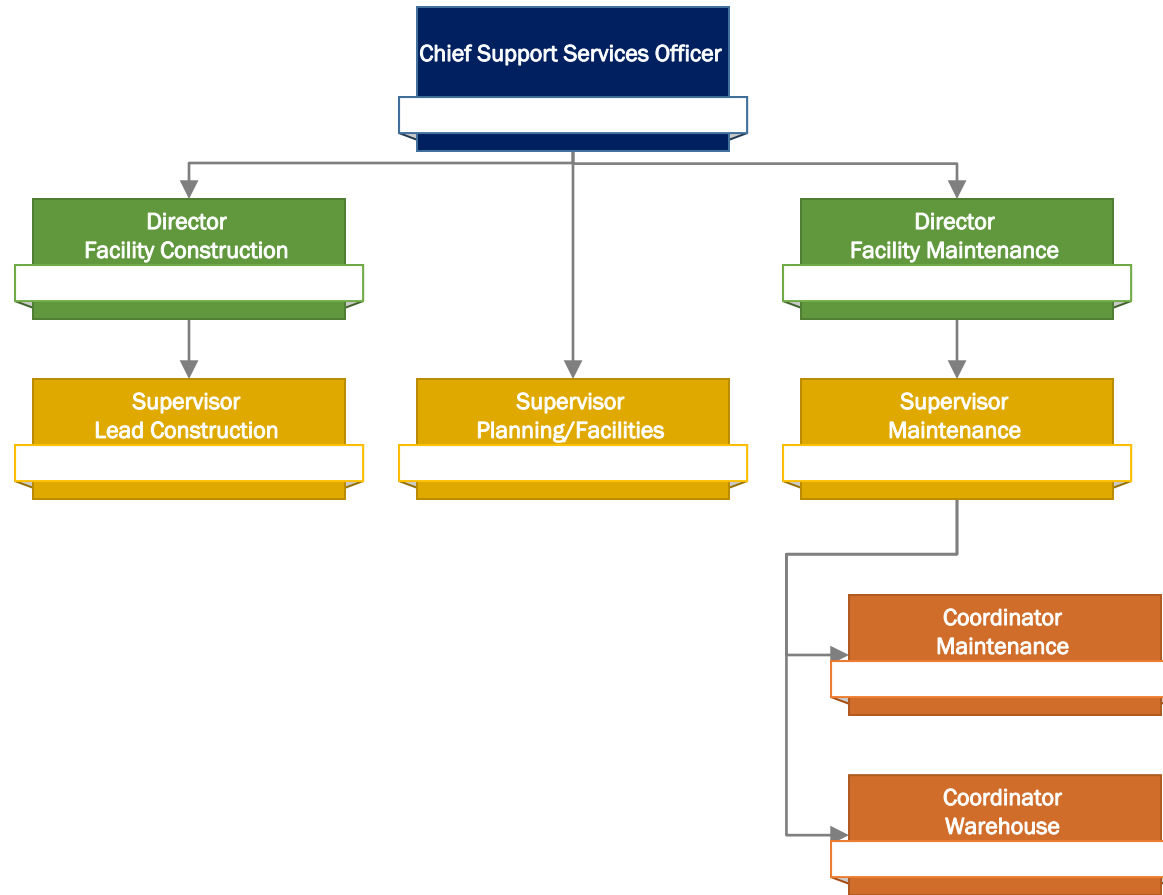 Chief Support Services Officer
Director
Facility Construction
Director
Facility Maintenance
Supervisor
Lead Construction
Supervisor
Planning/Facilities
Supervisor
Maintenance
Coordinator
Maintenance
Coordinator
Warehouse